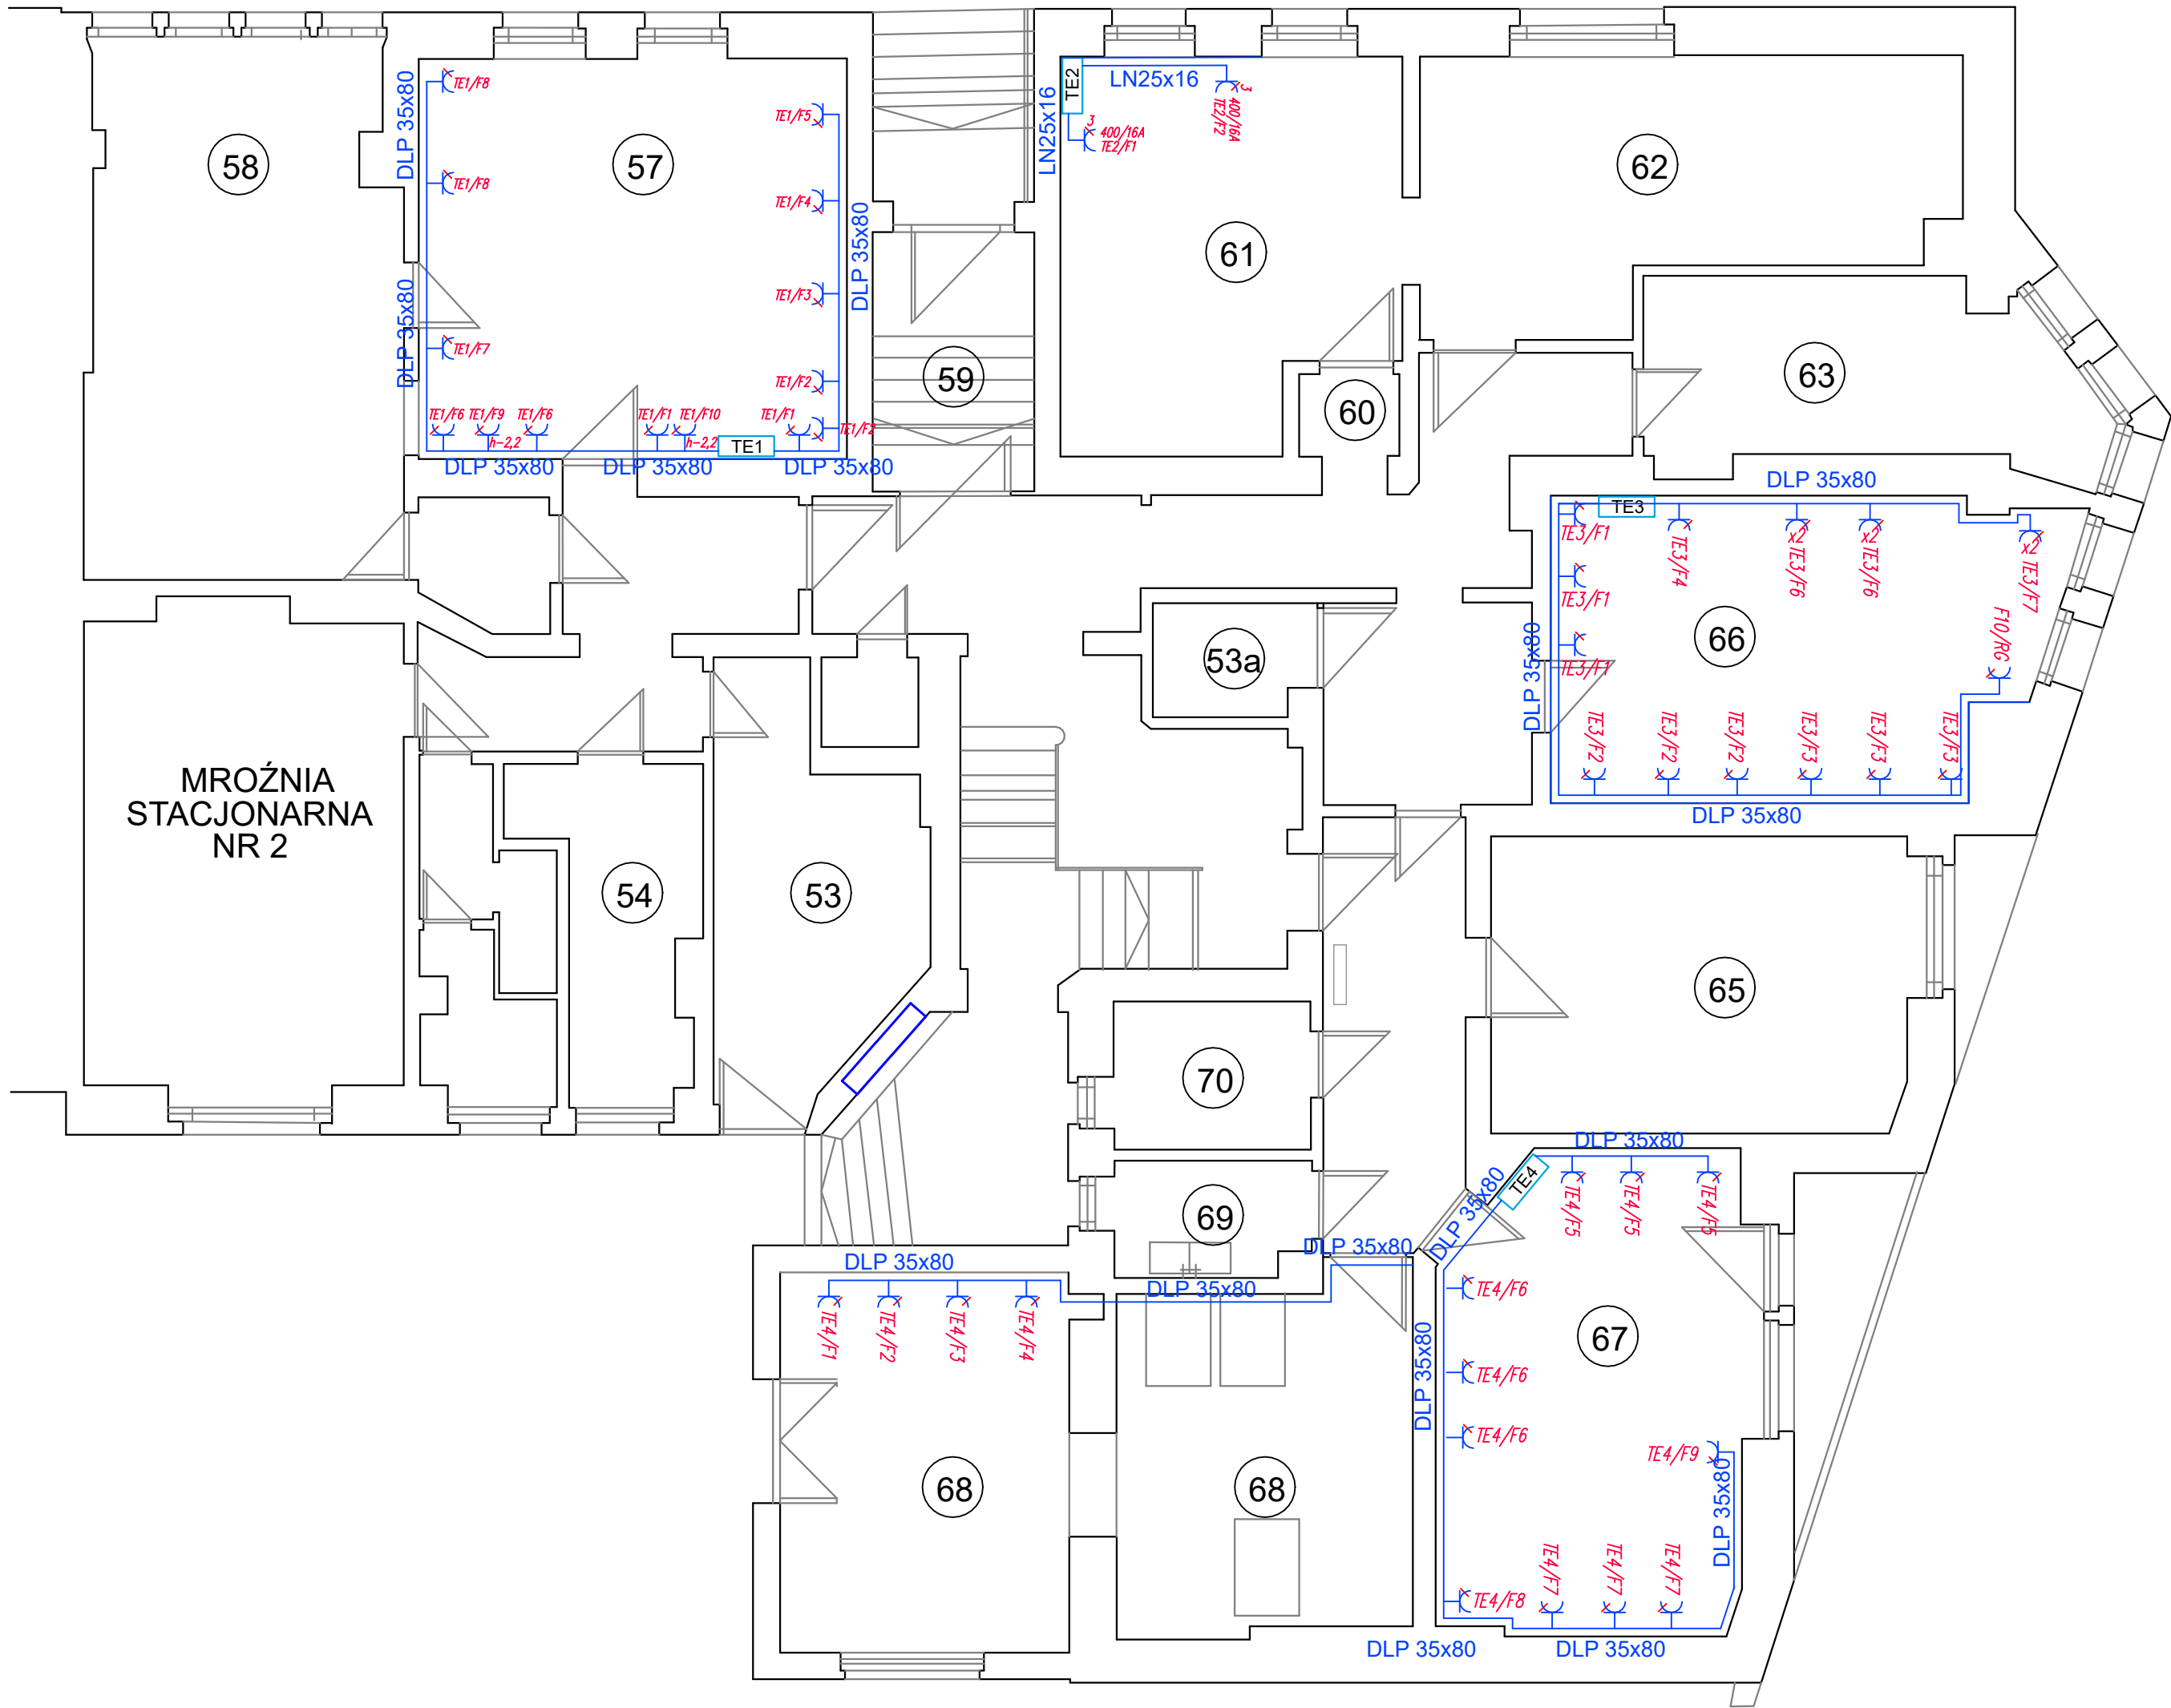 58
DLP 35x80
DLP 35x80
TE1/F8
TE1/F8
TE1/F7
57
TE1/F5
TE1/F4
TE1/F3
TE1/F2
TE1/F2
DLP 35x80
TE1/F6
TE1/F9
TE1/F6
h-2,2
TE1/F1
TE1/F10
h-2,2
TE1
TE1/F1
DLP 35x80
DLP 35x80
DLP 35x80
59
LN25x16
TE2
LN25x16
3
400/16A
TE2/F1
3
400/16A
TE2/F2
61
62
60
63
DLP 35x80
TE3
TE3/F1
TE3/F1
TE3/F1
TE3/F4
x2 TE3/F6
x2 TE3/F6
x2 TE3/F7
F10/RG
66
DLP 35x80
TE3/F2
TE3/F2
TE3/F2
TE3/F3
TE3/F3
TE3/F3
DLP 35x80
53a
MROŹNIA
STACJONARNA
NR 2
54
53
65
70
69
DLP 35x80
DLP 35x80
DLP 35x80
TE4/F1
TE4/F2
TE4/F3
TE4/F4
68
68
DLP 35x80
DLP 35x80
TE4
TE4/F5
TE4/F5
TE4/F5
DLP 35x80
TE4/F6
TE4/F6
TE4/F6
67
TE4/F9
DLP 35x80
TE4/F8
TE4/F7
TE4/F7
TE4/F7
DLP 35x80
DLP 35x80